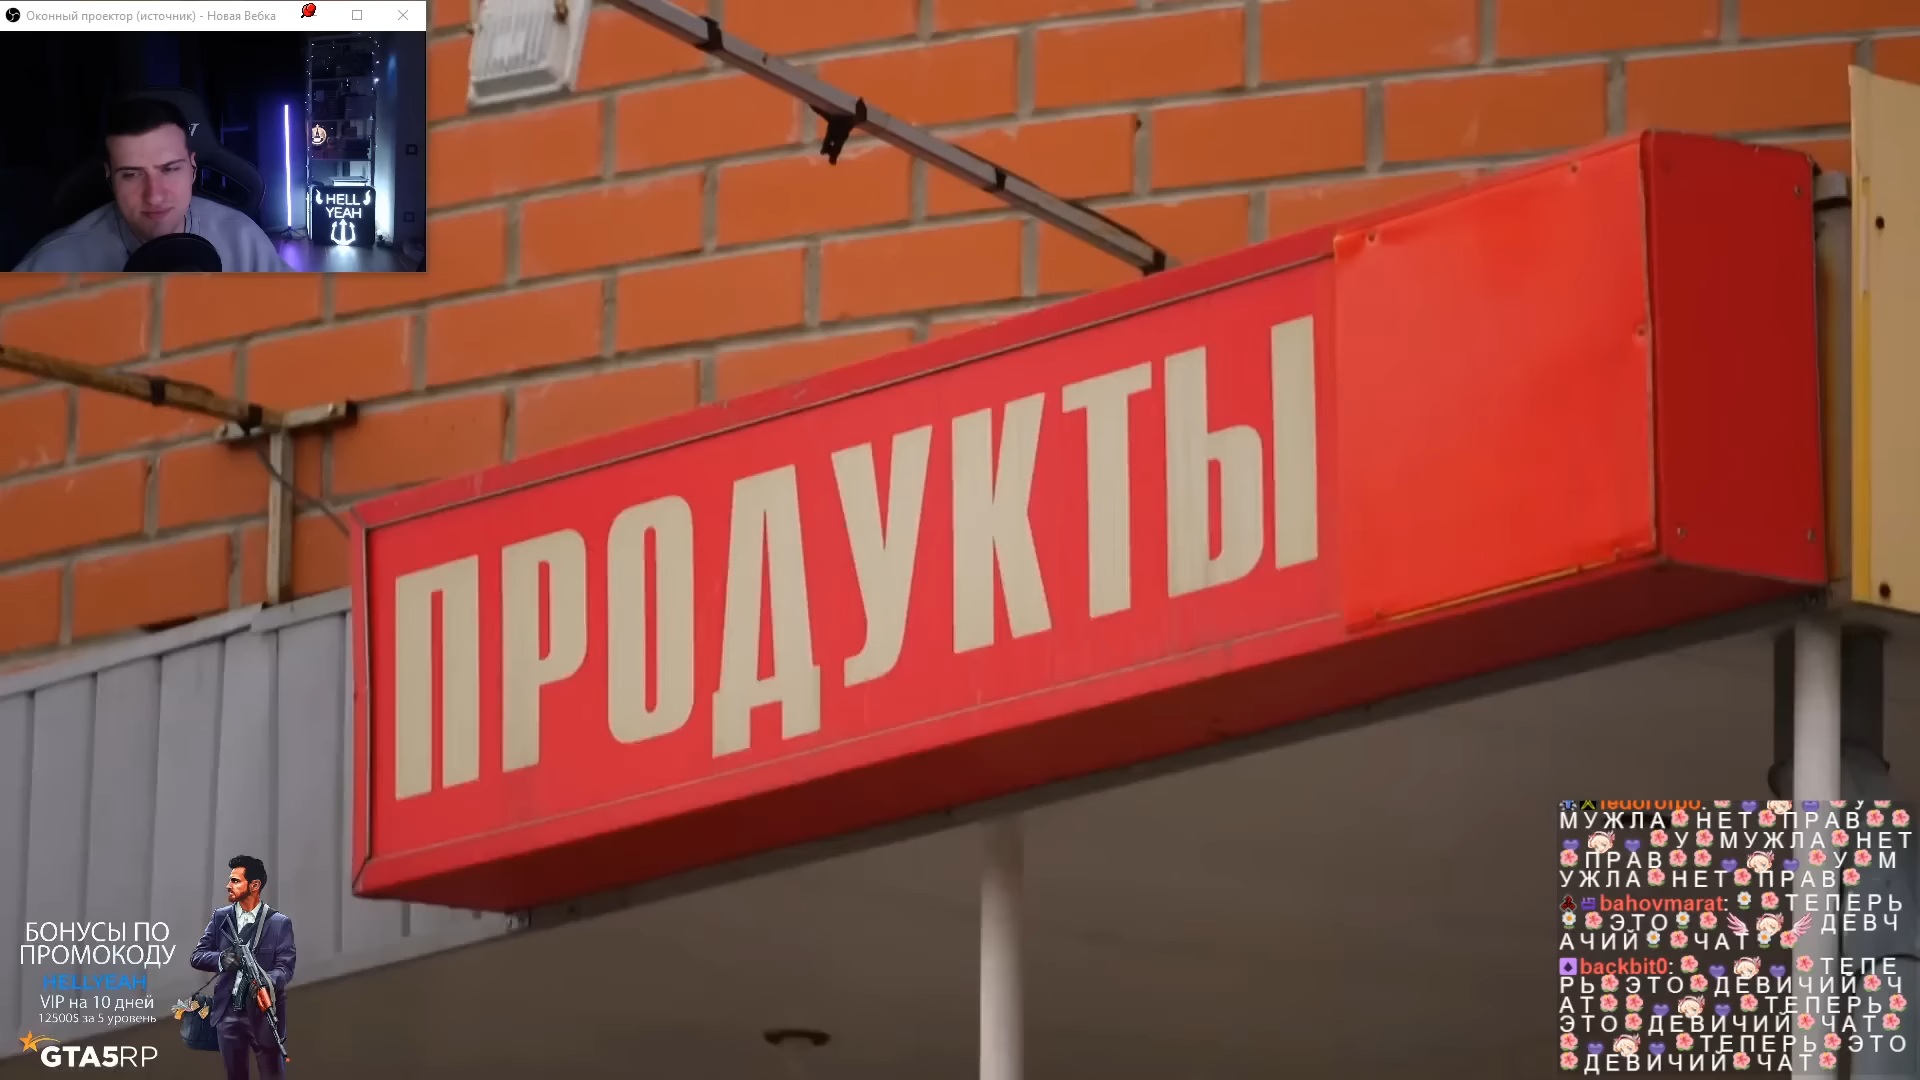 Оконный проектор (источник) - Новая Вебка
HELL
YEAH
ПРОДУКТЫ
БОНУСЫ ПО
ПРОМОКОДУ
HELLYEAH
VIP на 10 дней
12500$ за 5 уровень
GTA5RP
У
МУЖЛА НЕТ ПРАВ
У МУЖЛА НЕТ
ПРАВ У М
УЖЛА НЕТ ПРАВ
bahovmarat: ТЕПЕРЬ
ЭТО ДЕВЧ
АЧИЙ ЧАТ
backbit0: ТЕПЕ
РЬ ЭТО ДЕВИЧИЙ Ч
АТ ТЕПЕРЬ
ЭТО ДЕВИЧИЙ ЧАТ
ТЕПЕРЬ ЭТО
ДЕВИЧИЙ ЧАТ